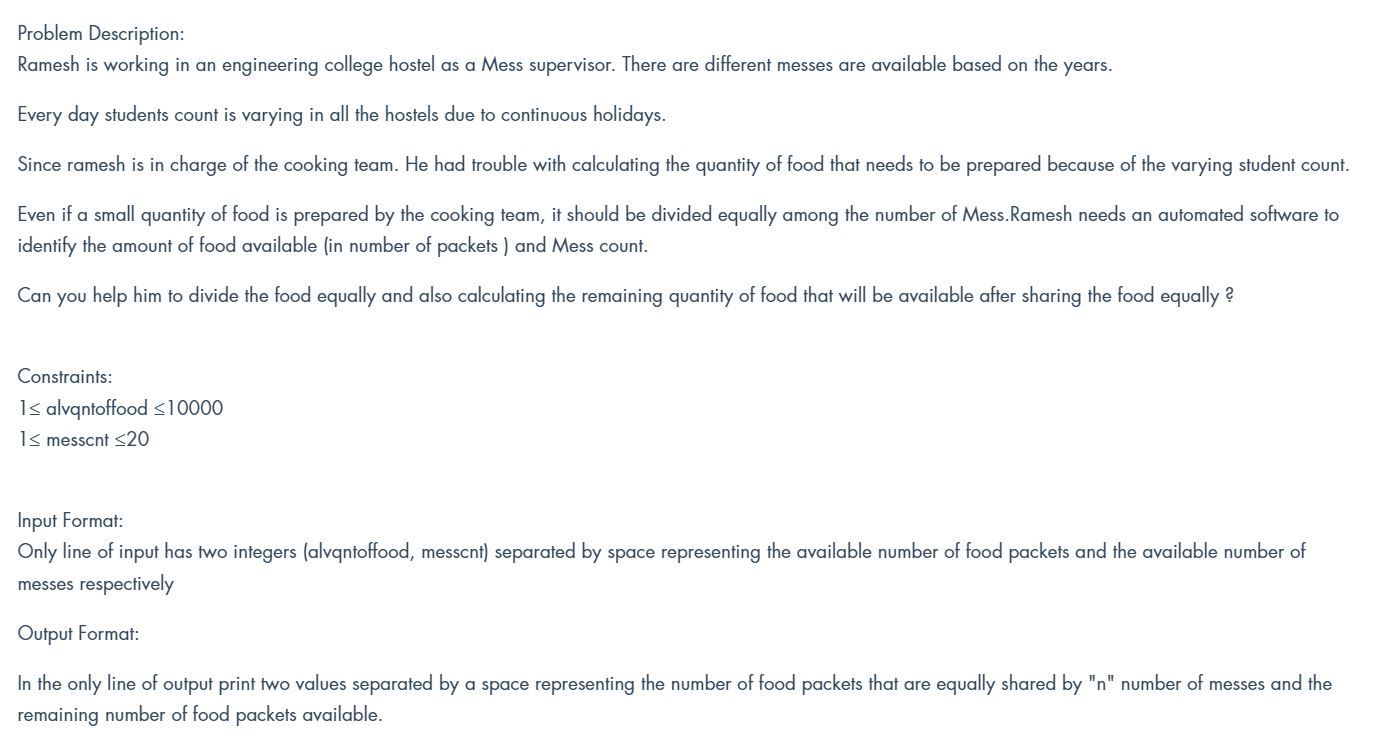 Problem Description:
Ramesh is working in an engineering college hostel as a Mess supervisor. There are different messes are available based on the years.
Every day students count is varying in all the hostels due to continuous holidays.
Since ramesh is in charge of the cooking team. He had trouble with calculating the quantity of food that needs to be prepared because of the varying student count.
Even if a small quantity of food is prepared by the cooking team, it should be divided equally among the number of Mess.Ramesh needs an automated software to
identify the amount of food available (in number of packets ) and Mess count.
Can you help him to divide the food equally and also calculating the remaining quantity of food that will be available after sharing the food equally ?
Constraints:
1≤ alvqntoffood ≤10000
1≤ messcnt ≤20
Input Format:
Only line of input has two integers (alvqntoffood, messcnt) separated by space representing the available number of food packets and the available number of
messes respectively
Output Format:
In the only line of output print two values separated by a space representing the number of food packets that are equally shared by "n" number of messes and the
remaining number of food packets available.